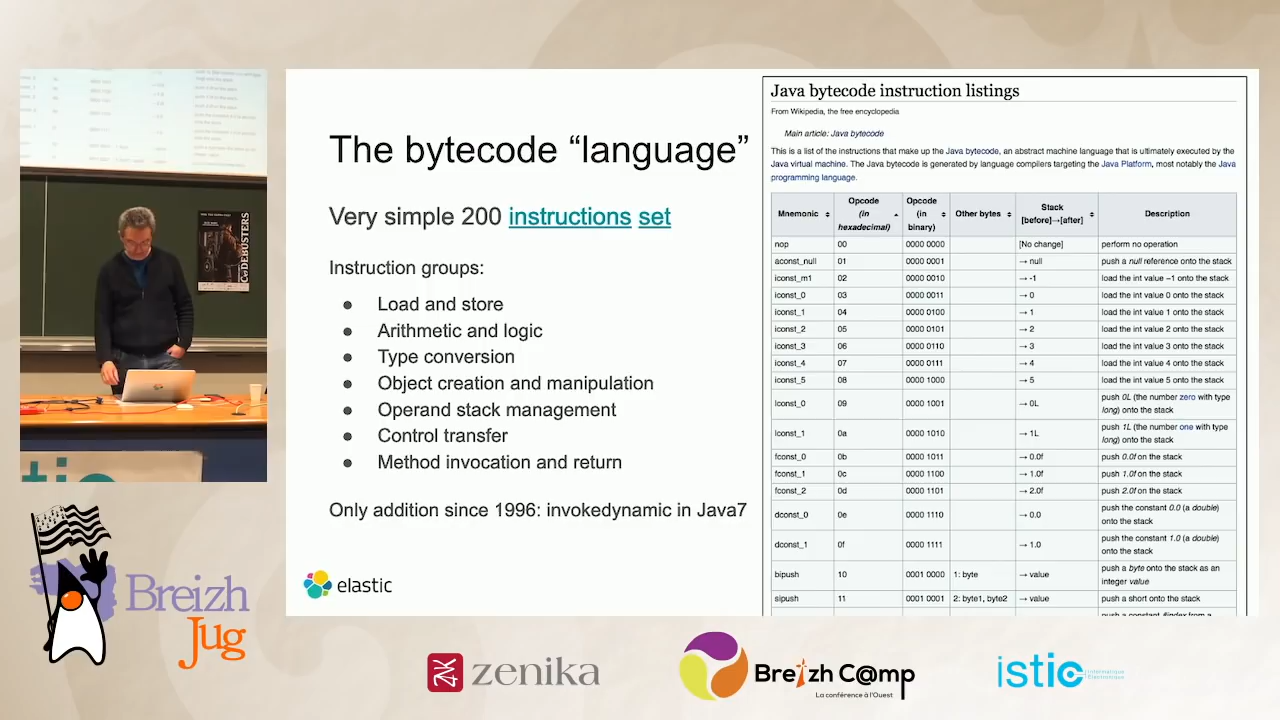 The bytecode “language”
Very simple 200 instructions set
Instruction groups:
● Load and store
● Arithmetic and logic
● Type conversion
● Object creation and manipulation
● Operand stack management
● Control transfer
● Method invocation and return
Only addition since 1996: invokedynamic in Java7
elastic
Java bytecode instruction listings
From Wikipedia, the free encyclopedia
Main article: Java bytecode
This is a list of the instructions that make up the Java bytecode, an abstract machine language that is ultimately executed by the
Java virtual machine. The Java bytecode is generated by language compilers targeting the Java Platform, most notably the Java
programming language.
Mnemonic Opcode (in hexadecimal) Opcode (in binary) Other bytes Stack [before]→[after] Description
nop 00 0000 0000 [No change] perform no operation
aconst_null 01 0000 0001 → null push a null reference onto the stack
iconst_m1 02 0000 0010 → -1 load the int value −1 onto the stack
iconst_0 03 0000 0011 → 0 load the int value 0 onto the stack
iconst_1 04 0000 0100 → 1 load the int value 1 onto the stack
iconst_2 05 0000 0101 → 2 load the int value 2 onto the stack
iconst_3 06 0000 0110 → 3 load the int value 3 onto the stack
iconst_4 07 0000 0111 → 4 load the int value 4 onto the stack
iconst_5 08 0000 1000 → 5 load the int value 5 onto the stack
lconst_0 09 0000 1001 → 0L push 0L (the number zero with type
long) onto the stack
lconst_1 0a 0000 1010 → 1L push 1L (the number one with type
long) onto the stack
fconst_0 0b 0000 1011 → 0.0f push 0.0f on the stack
fconst_1 0c 0000 1100 → 1.0f push 1.0f on the stack
fconst_2 0d 0000 1101 → 2.0f push 2.0f on the stack
dconst_0 0e 0000 1110 → 0.0 push the constant 0.0 (a double)
onto the stack
dconst_1 0f 0000 1111 → 1.0 push the constant 1.0 (a double)
onto the stack
bipush 10 0001 0000 1: byte → value push a byte onto the stack as an
integer value
sipush 11 0001 0001 2: byte1, byte2 → value push a short onto the stack
push a constant #index from a
CODEBUSTERS
tic
Breizh
Jug
zenika
Breizh C@mp
La conférence à l'Ouest
istic
Informatique
Électronique